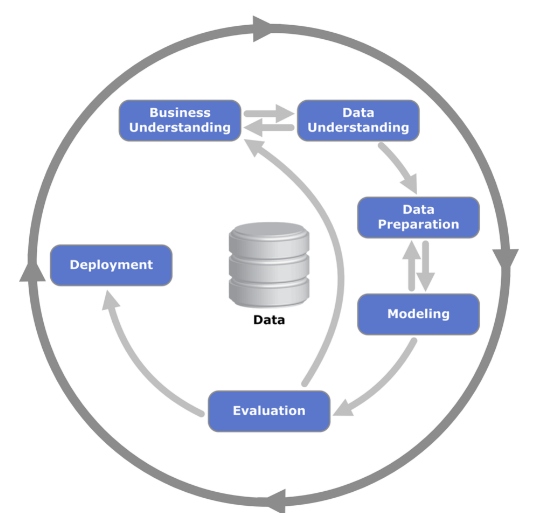 Business
Understanding
Data
Understanding
Data
Preparation
Deployment
Data
Modeling
Evaluation